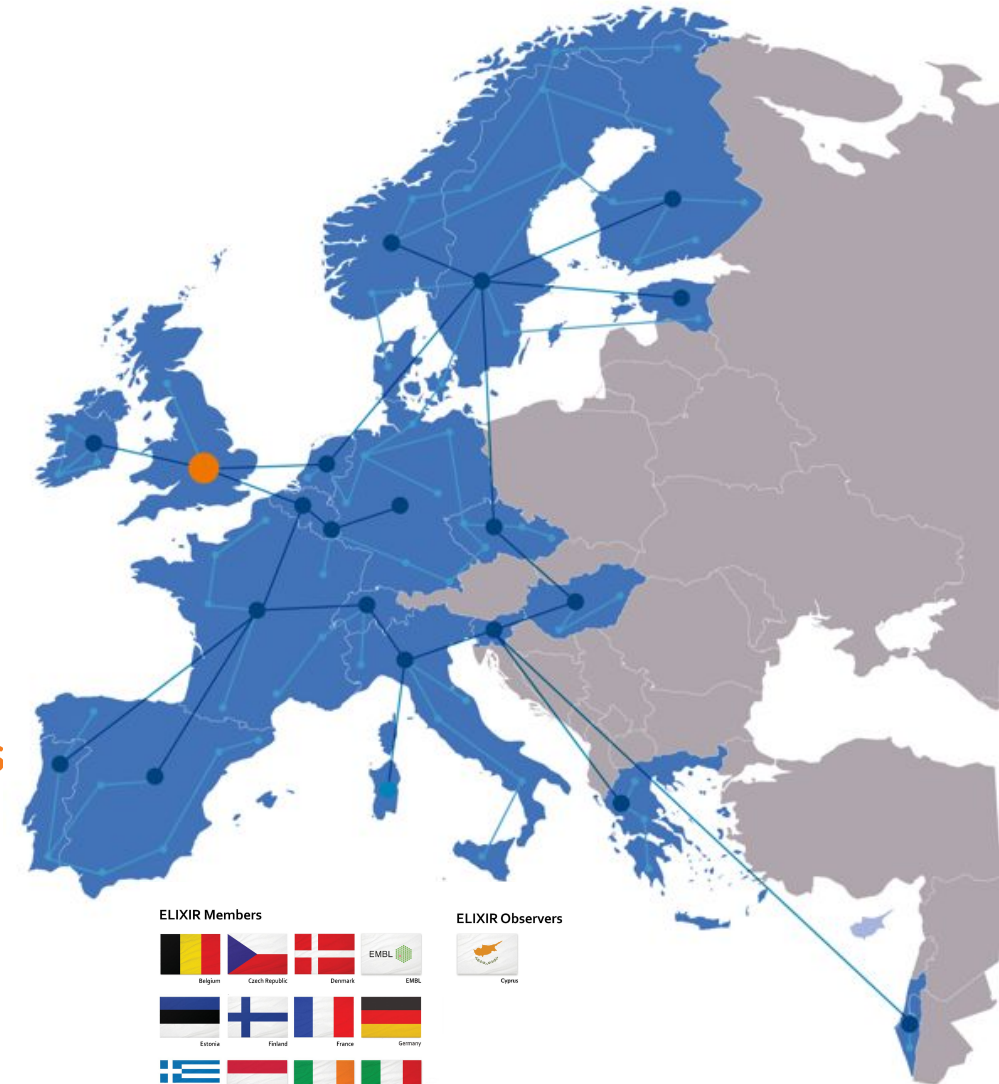 ELIXIR Members
ELIXIR Observers
EMBL
Belgium
Czech Republic
Denmark
EMBL
Cyprus
Estonia
Finland
France
Germany